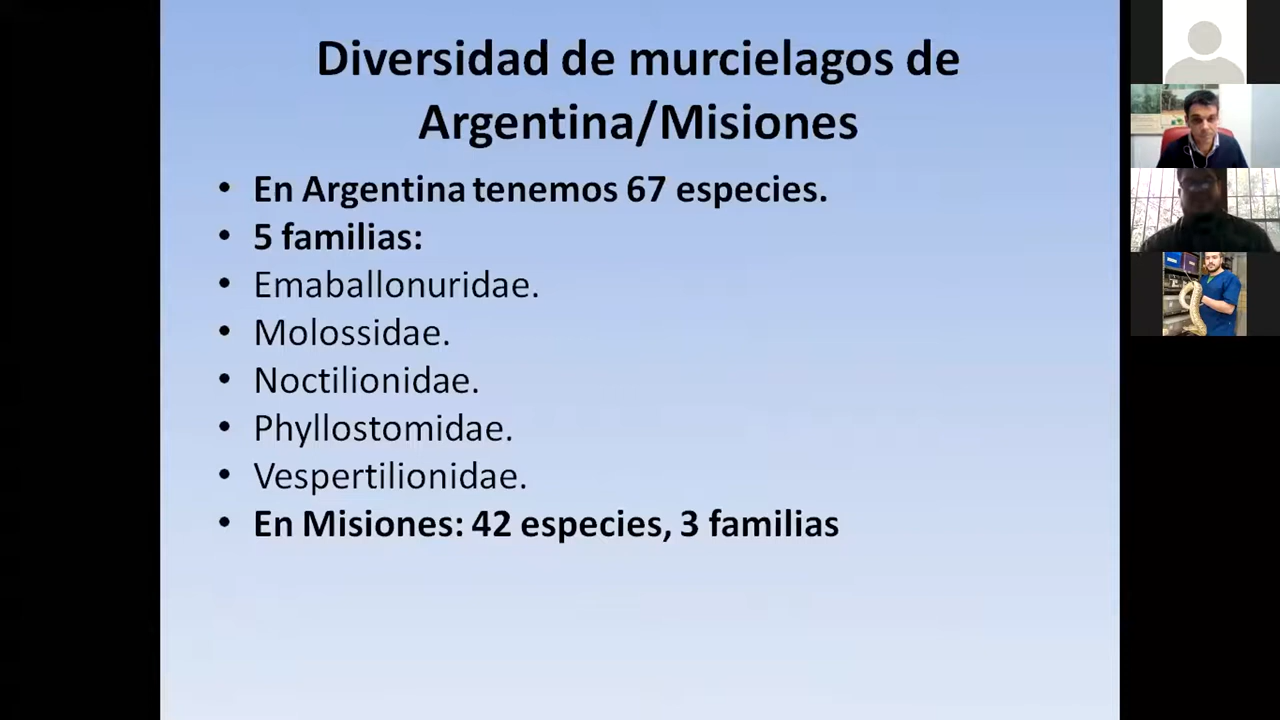 Diversidad de murcielagos de
Argentina/Misiones
• En Argentina tenemos 67 especies.
• 5 familias:
• Emaballonuridae.
• Molossidae.
• Noctilionidae.
• Phyllostomidae.
• Vespertilionidae.
• En Misiones: 42 especies, 3 familias